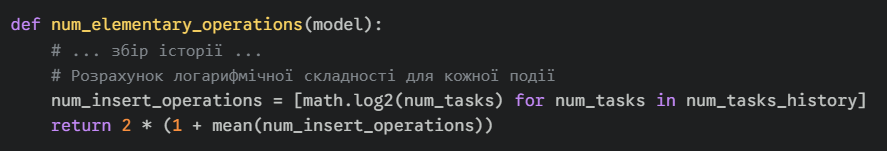 def num_elementary_operations(model):
    # ... збір історії ...
    # Розрахунок логарифмічної складності для кожної події
    num_insert_operations = [math.log2(num_tasks) for num_tasks in num_tasks_history]
    return 2 * (1 + mean(num_insert_operations))